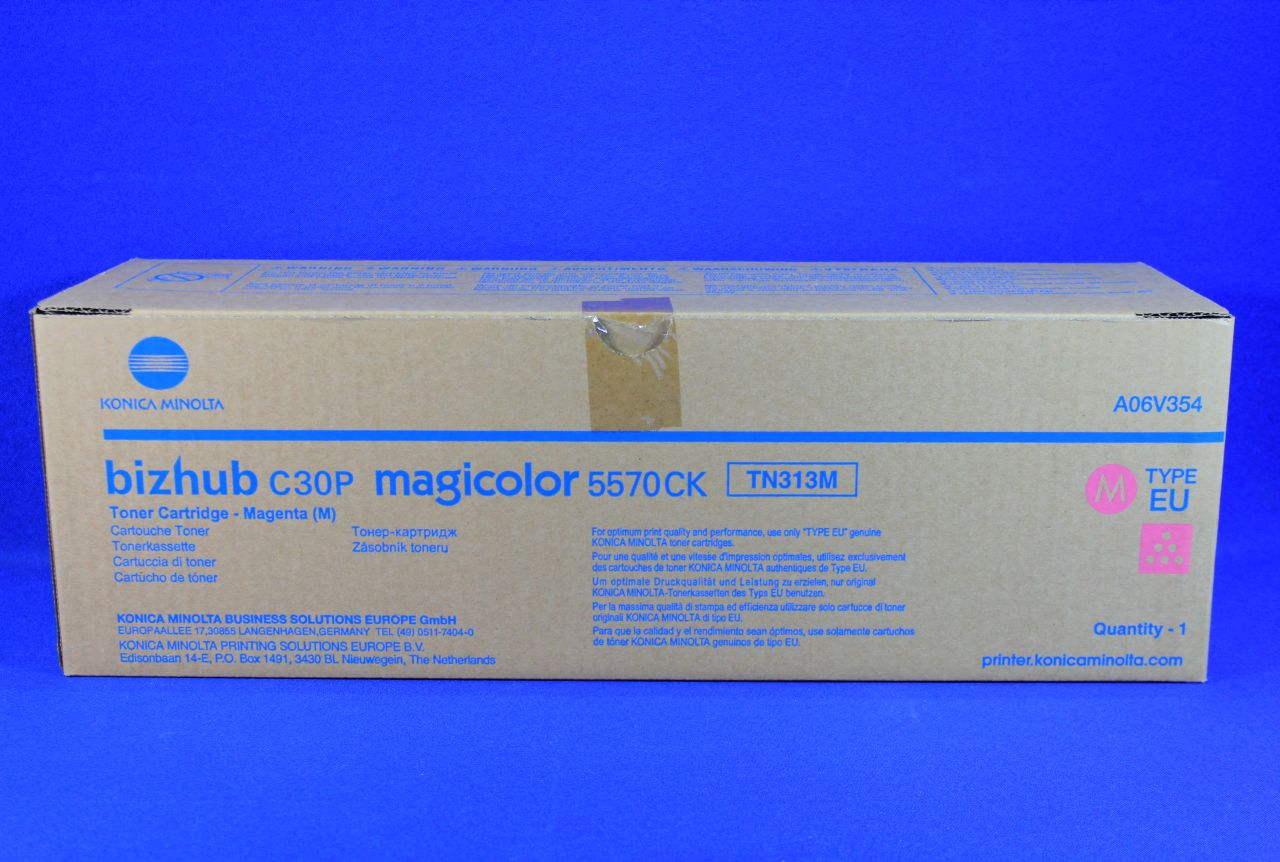 WARNING WARNING WARNUNG AVVERTIMENTO WAARSCHUWING
KONICA MINOLTA
A06V354
bizhub C30P magicolor 5570CK TN313M
M TYPE
EU
Toner Cartridge - Magenta (M)
Cartouche Toner
Tonerkassette
Cartuccia di toner
Cartùcho de tóner
Тонер-картридж
Zásobník toneru
For optimum print quality and performance, use only "TYPE EU" genuine
KONICA MINOLTA toner cartridges.
Pour une qualité et une vitesse d'impression optimales, utilisez exclusivement
des cartouches de toner KONICA MINOLTA authentiques de Type EU.
Um optimale Druckqualität und Leistung zu erzielen, nur original
KONICA MINOLTA-Tonerkassetten des Typs EU benutzen.
Per la massima qualità di stampa ed efficienza utilizzare solo cartucce di toner
originali KONICA MINOLTA di tipo EU.
Para que la calidad y el rendimiento sean óptimos, use solamente cartuchos
de tóner KONICA MINOLTA genuinos de tipo EU.
KONICA MINOLTA BUSINESS SOLUTIONS EUROPE GmbH
EUROPAALLEE 17,30855 LANGENHAGEN,GERMANY TEL (49) 0511-7404-0
KONICA MINOLTA PRINTING SOLUTIONS EUROPE B.V.
Edisonbaan 14-E, P.O. Box 1491, 3430 BL Nieuwegein, The Netherlands
Quantity - 1
printer.konicaminolta.com